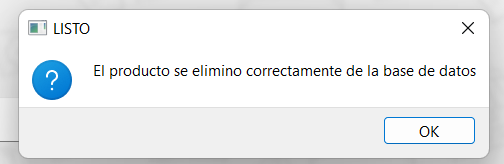 LISTO
El producto se elimino correctamente de la base de datos
OK